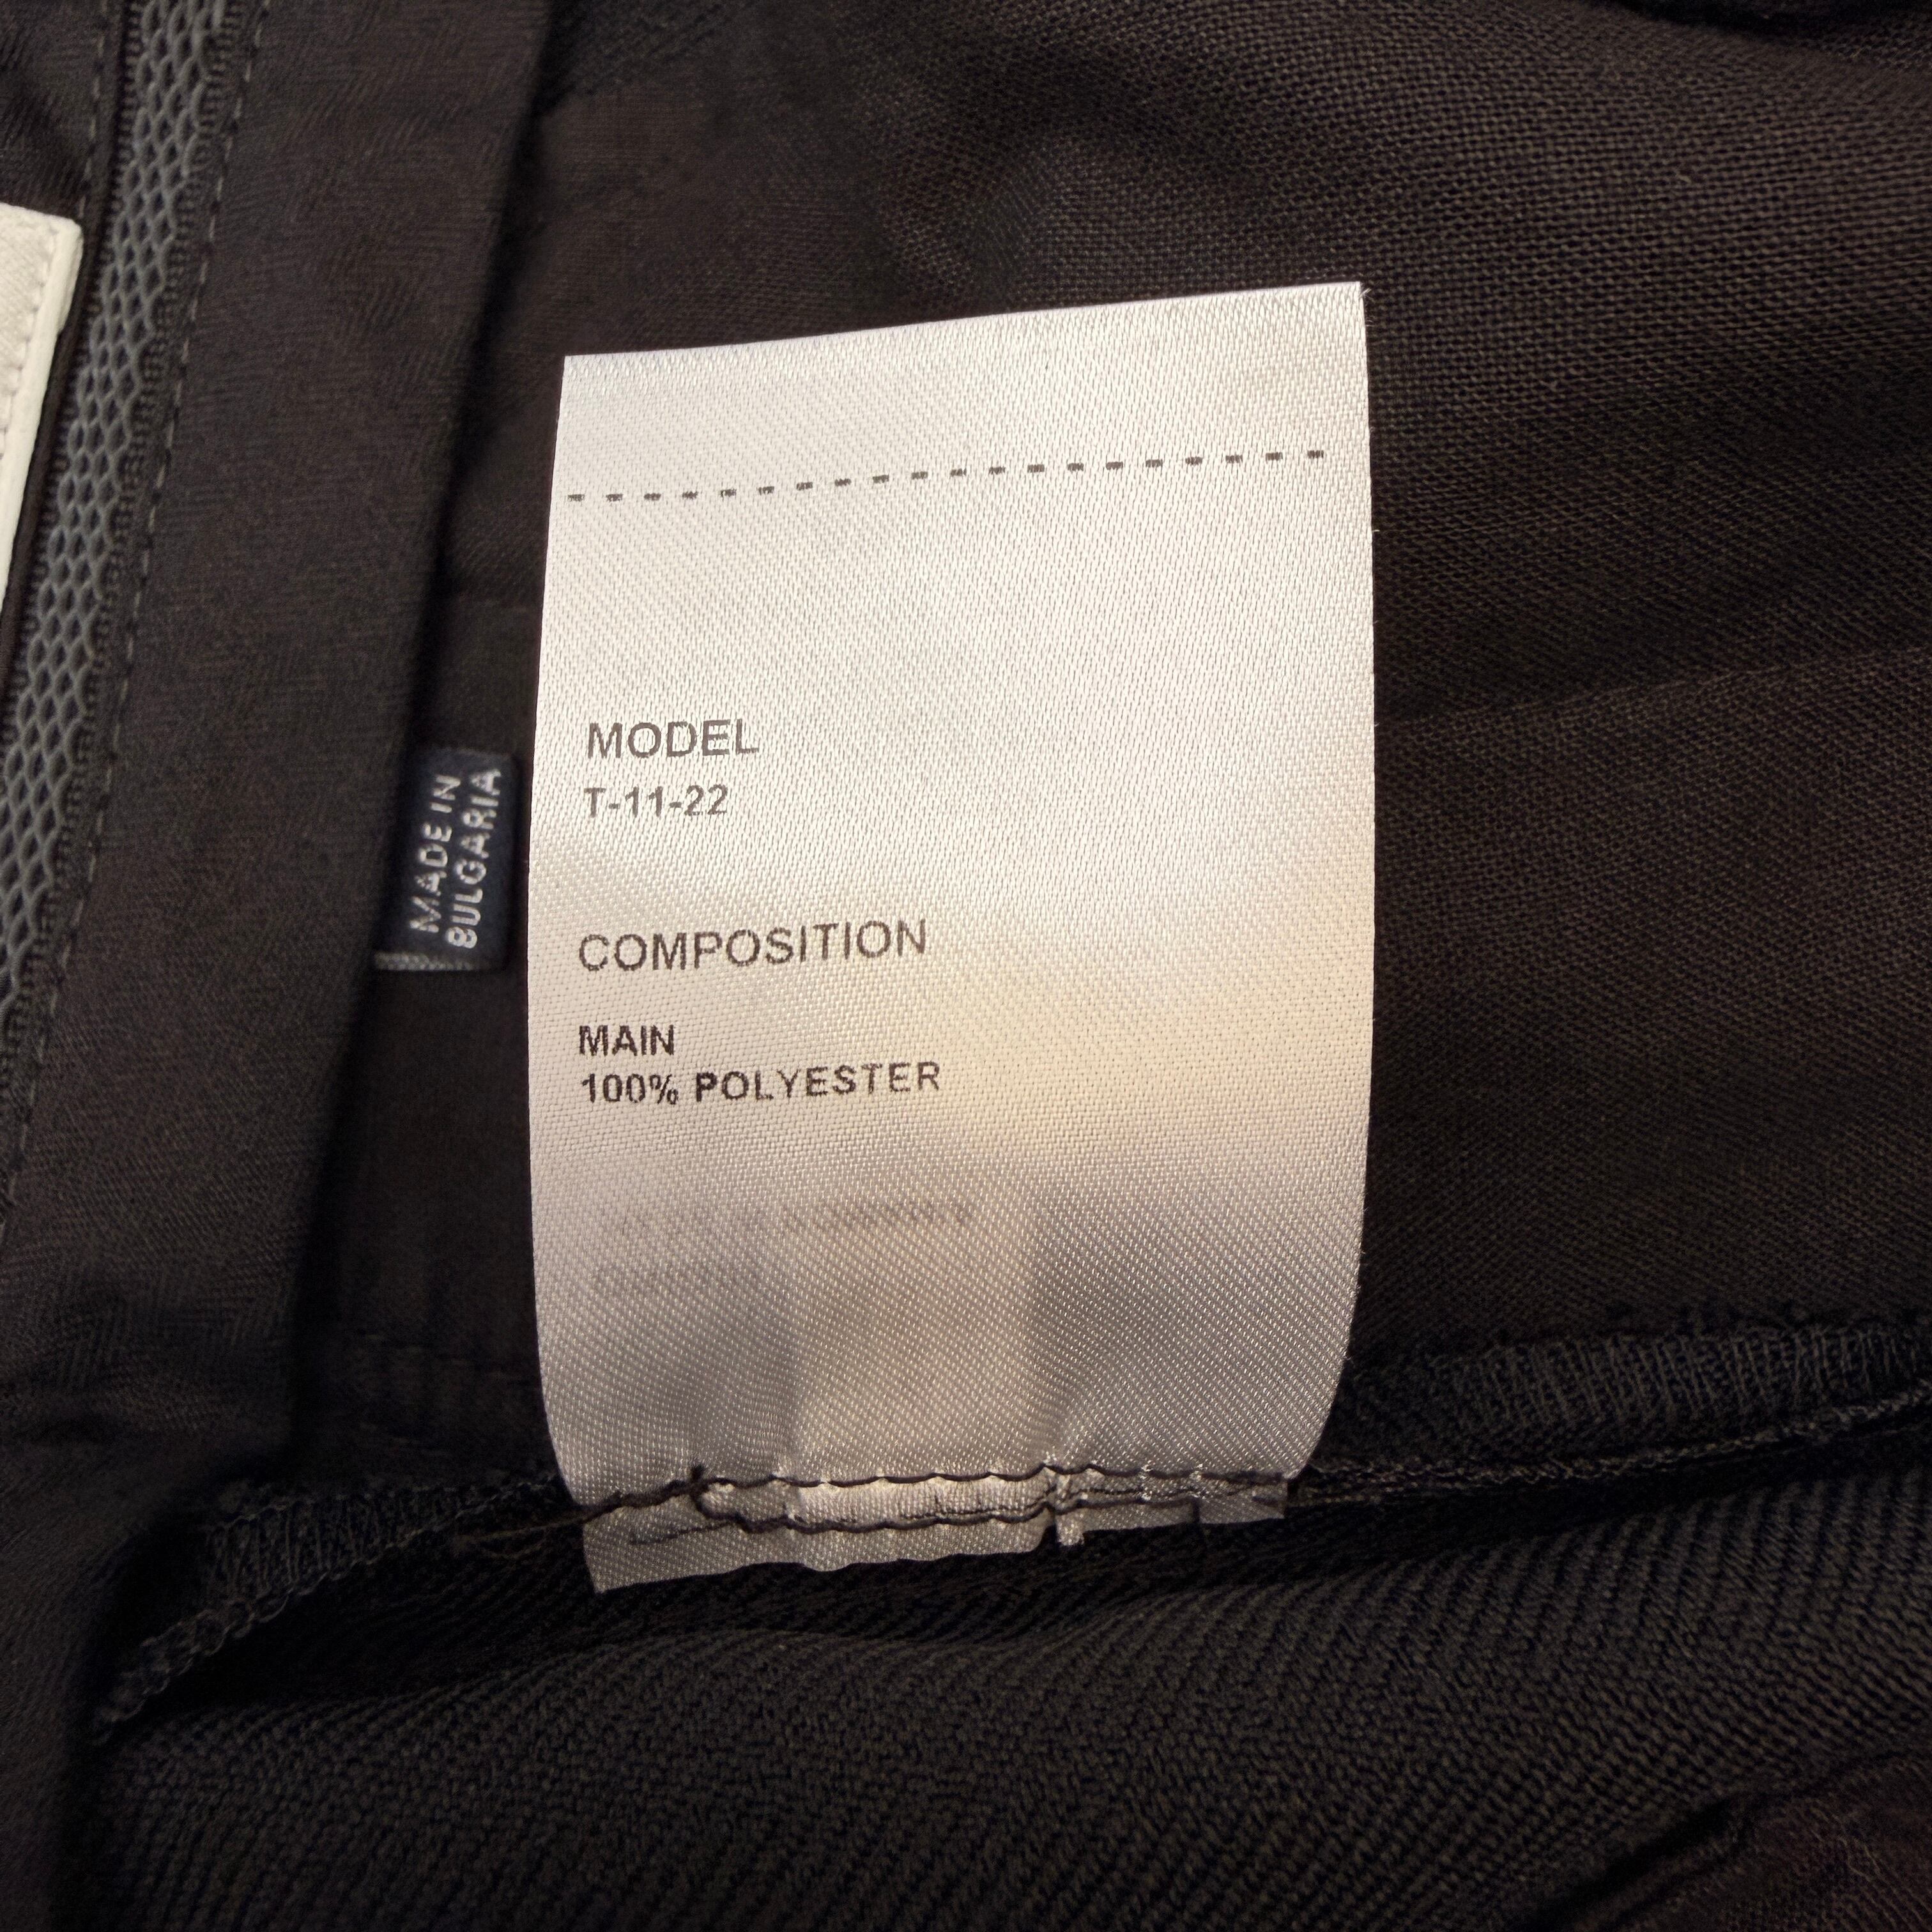 MADE IN
BULGARIA
MODEL
T-11-22
COMPOSITION
MAIN
100% POLYESTER